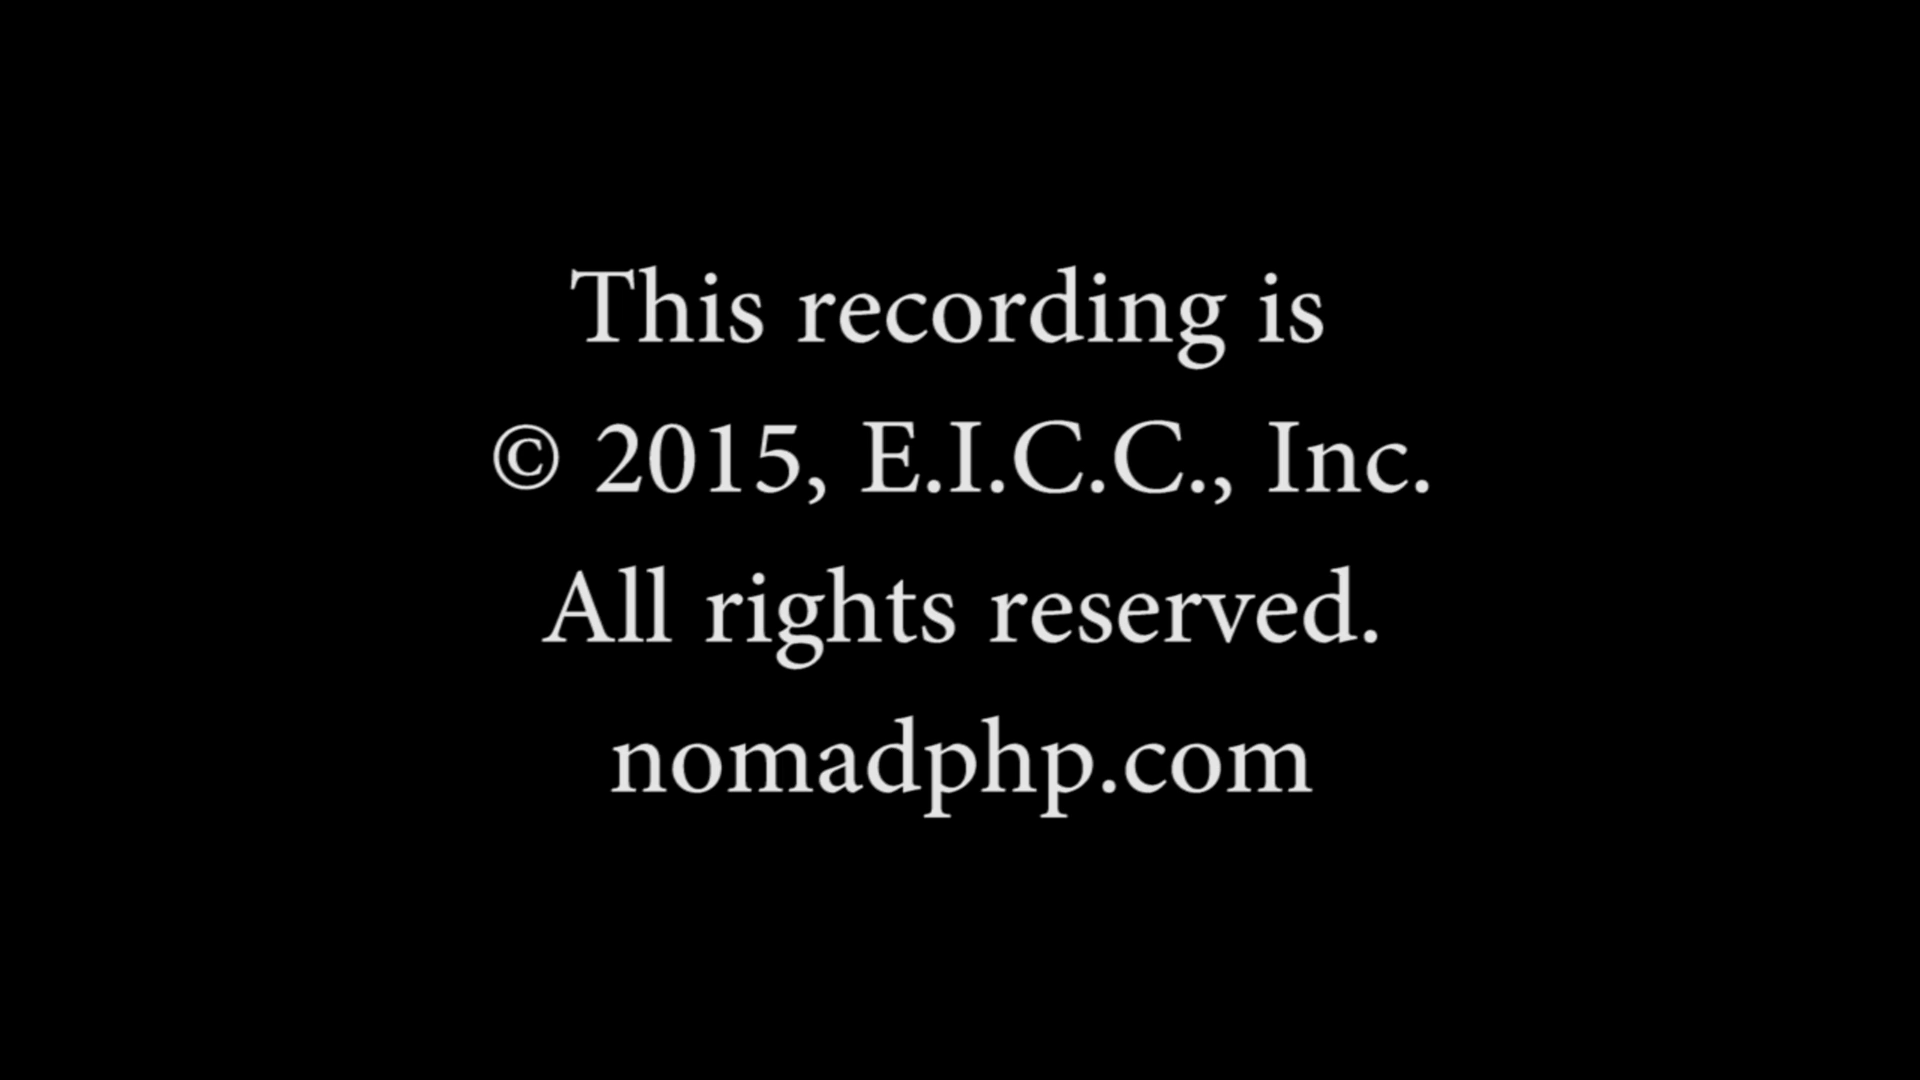 This recording is
© 2015, E.I.C.C., Inc.
All rights reserved.
nomadphp.com